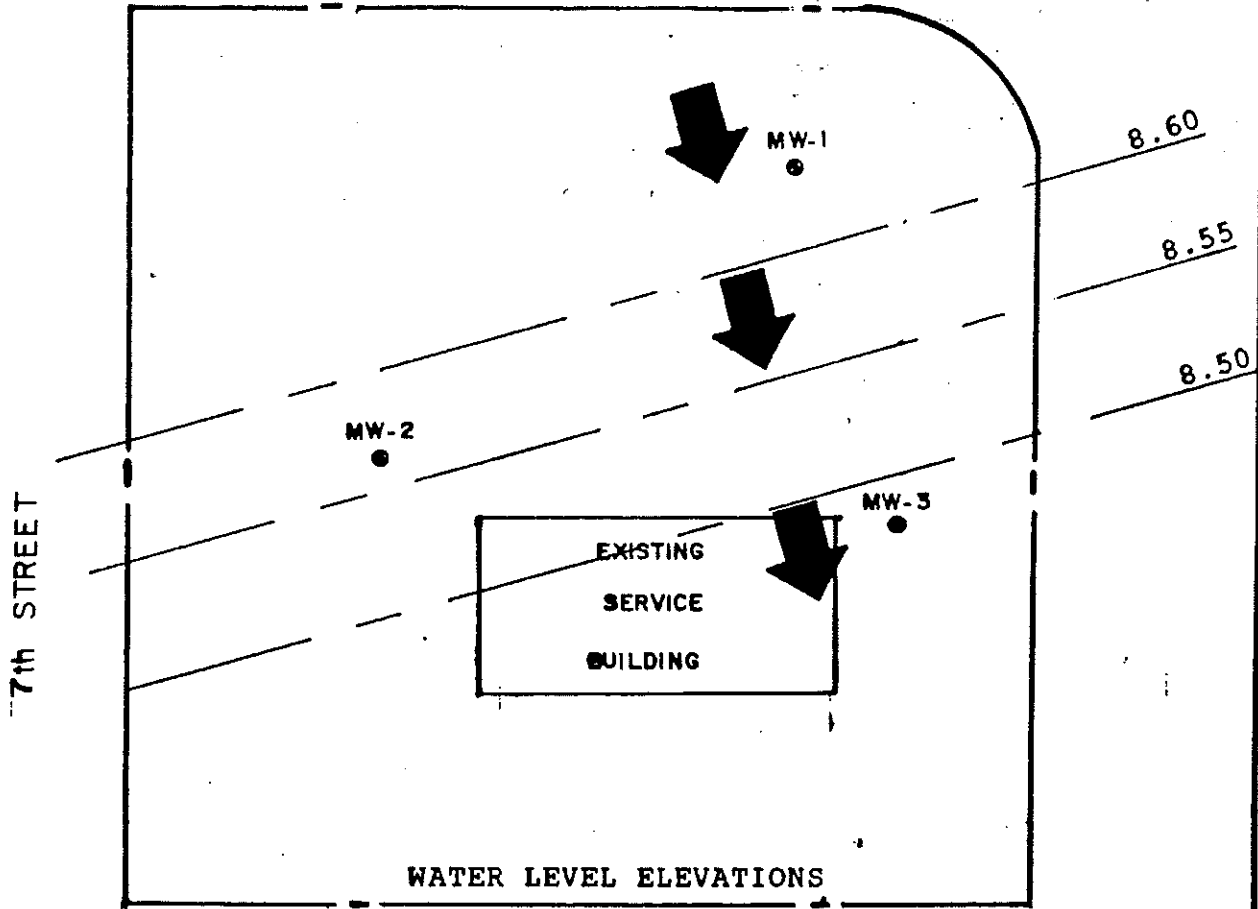 MW-1
8.60
8.55
8.50
MW-2
MW-3
7th STREET
EXISTING
SERVICE
BUILDING
WATER LEVEL ELEVATIONS